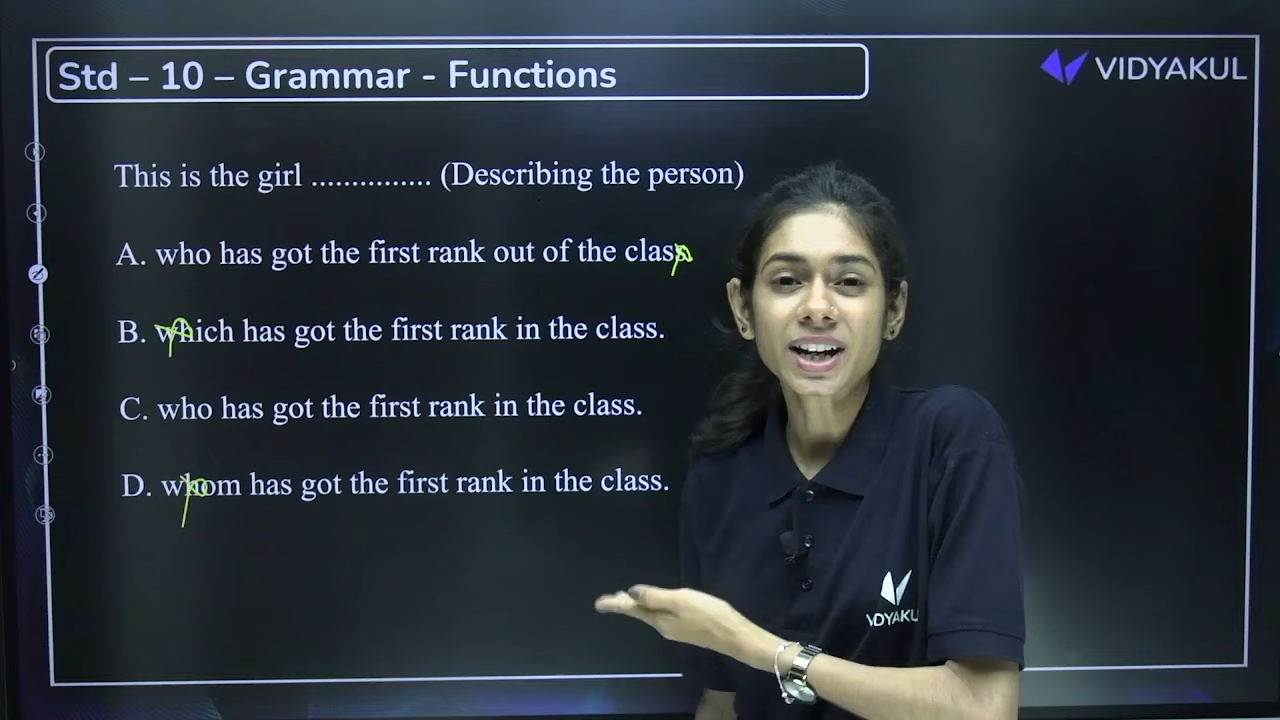 Std – 10 – Grammar - Functions
VIDYAKUL
This is the girl ............... (Describing the person)
A. who has got the first rank out of the class.
B. which has got the first rank in the class.
C. who has got the first rank in the class.
D. whom has got the first rank in the class.
VIDYAKUL